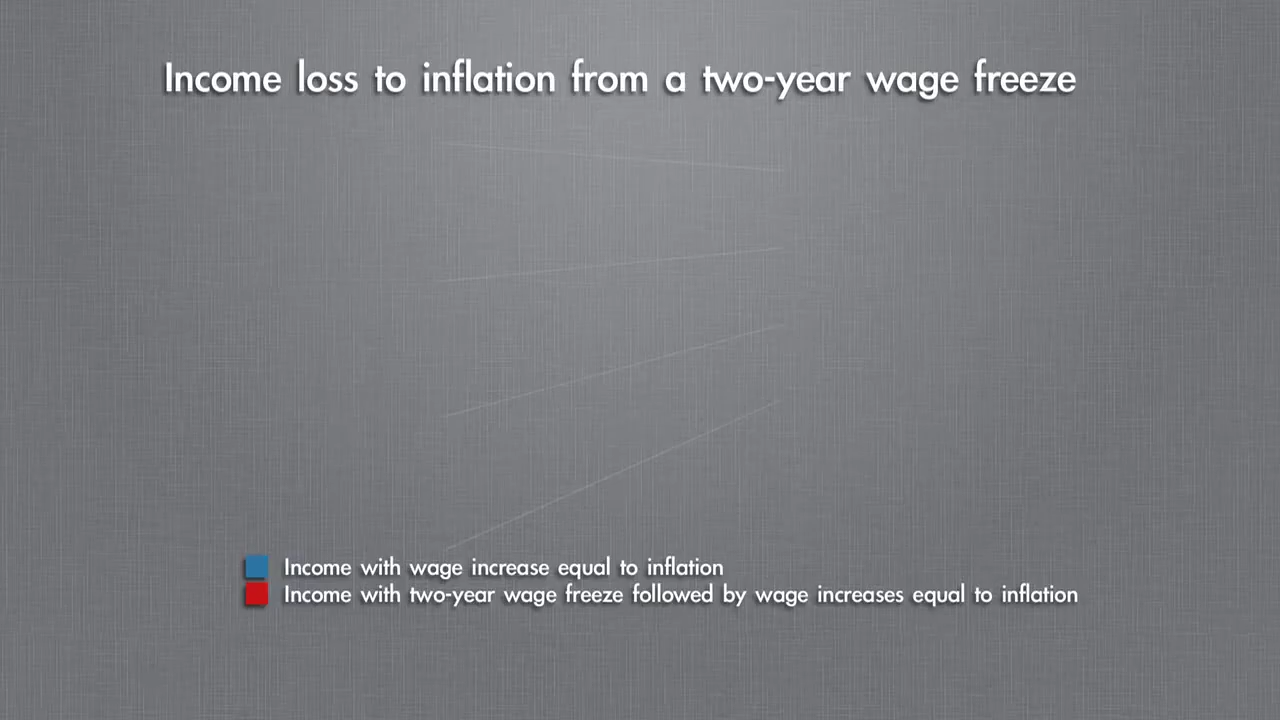 Income loss to inflation from a two-year wage freeze
Income with wage increase equal to inflation
Income with two-year wage freeze followed by wage increases equal to inflation